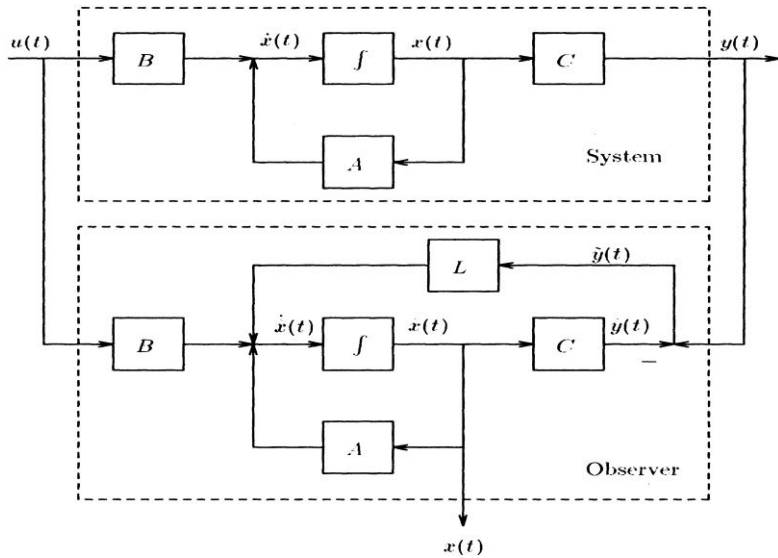 u(t)
B
ẋ(t)
∫
x(t)
C
y(t)
A
System
L
ỹ(t)
B
ẋ(t)
∫
x(t)
C
y(t)
−
A
Observer
x(t)